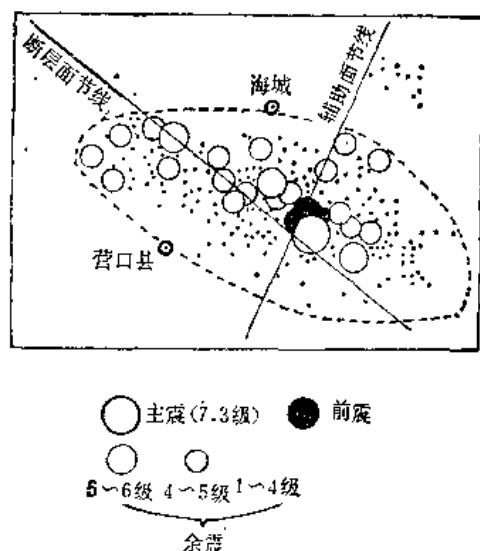 断层面节线
海城
辅助面节线
营口县
主震(7.3级) 前震
5~6级 4~5级 1~4级
余震